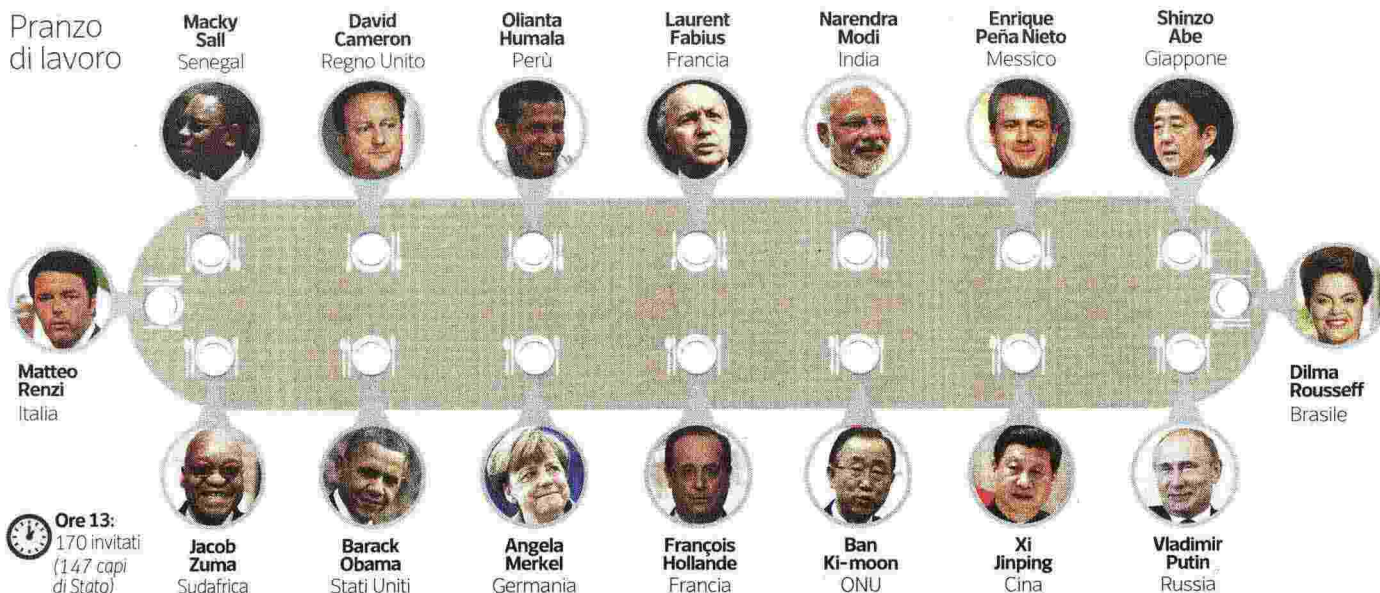 Pranzo
di lavoro
Macky
Sall
Senegal
David
Cameron
Regno Unito
Olianta
Humala
Perù
Laurent
Fabius
Francia
Narendra
Modi
India
Enrique
Peña Nieto
Messico
Shinzo
Abe
Giappone
Matteo
Renzi
Italia
Dilma
Rousseff
Brasile
Ore 13:
170 invitati
(147 capi
di Stato)
Jacob
Zuma
Sudafrica
Barack
Obama
Stati Uniti
Angela
Merkel
Germania
François
Hollande
Francia
Ban
Ki-moon
ONU
Xi
Jinping
Cina
Vladimir
Putin
Russia